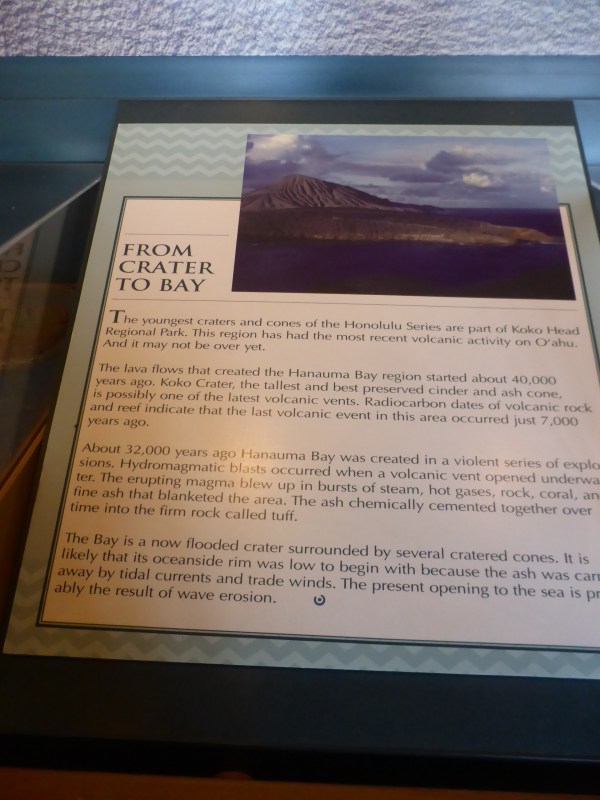 FROM
CRATER
TO BAY
The youngest craters and cones of the Honolulu Series are part of Koko Head
Regional Park. This region has had the most recent volcanic activity on O'ahu.
And it may not be over yet.
The lava flows that created the Hanauma Bay region started about 40,000
years ago. Koko Crater, the tallest and best preserved cinder and ash cone,
is possibly one of the latest volcanic vents. Radiocarbon dates of volcanic rock
and reef indicate that the last volcanic event in this area occurred just 7,000
years ago.
About 32,000 years ago Hanauma Bay was created in a violent series of explo
sions. Hydromagmatic blasts occurred when a volcanic vent opened underwa
ter. The erupting magma blew up in bursts of steam, hot gases, rock, coral, an
fine ash that blanketed the area. The ash chemically cemented together over
time into the firm rock called tuff.
The Bay is a now flooded crater surrounded by several cratered cones. It is
likely that its oceanside rim was low to begin with because the ash was carr
away by tidal currents and trade winds. The present opening to the sea is pr
ably the result of wave erosion.